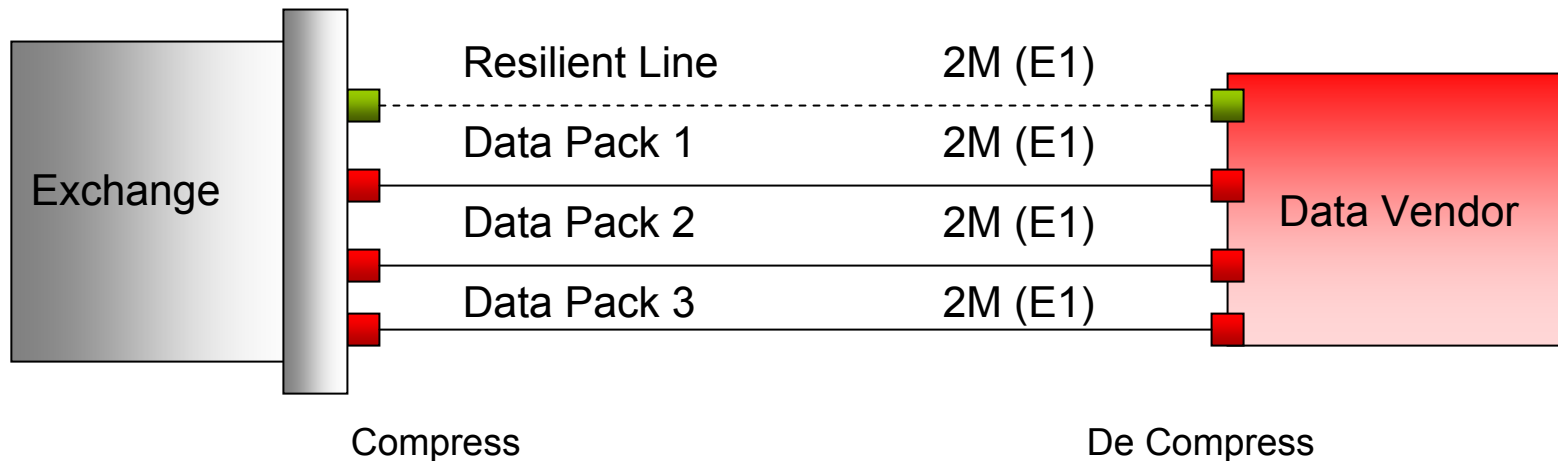 Resilient Line 2M (E1)
Data Pack 1 2M (E1)
Exchange
Data Pack 2 2M (E1)
Data Vendor
Data Pack 3 2M (E1)
Compress De Compress